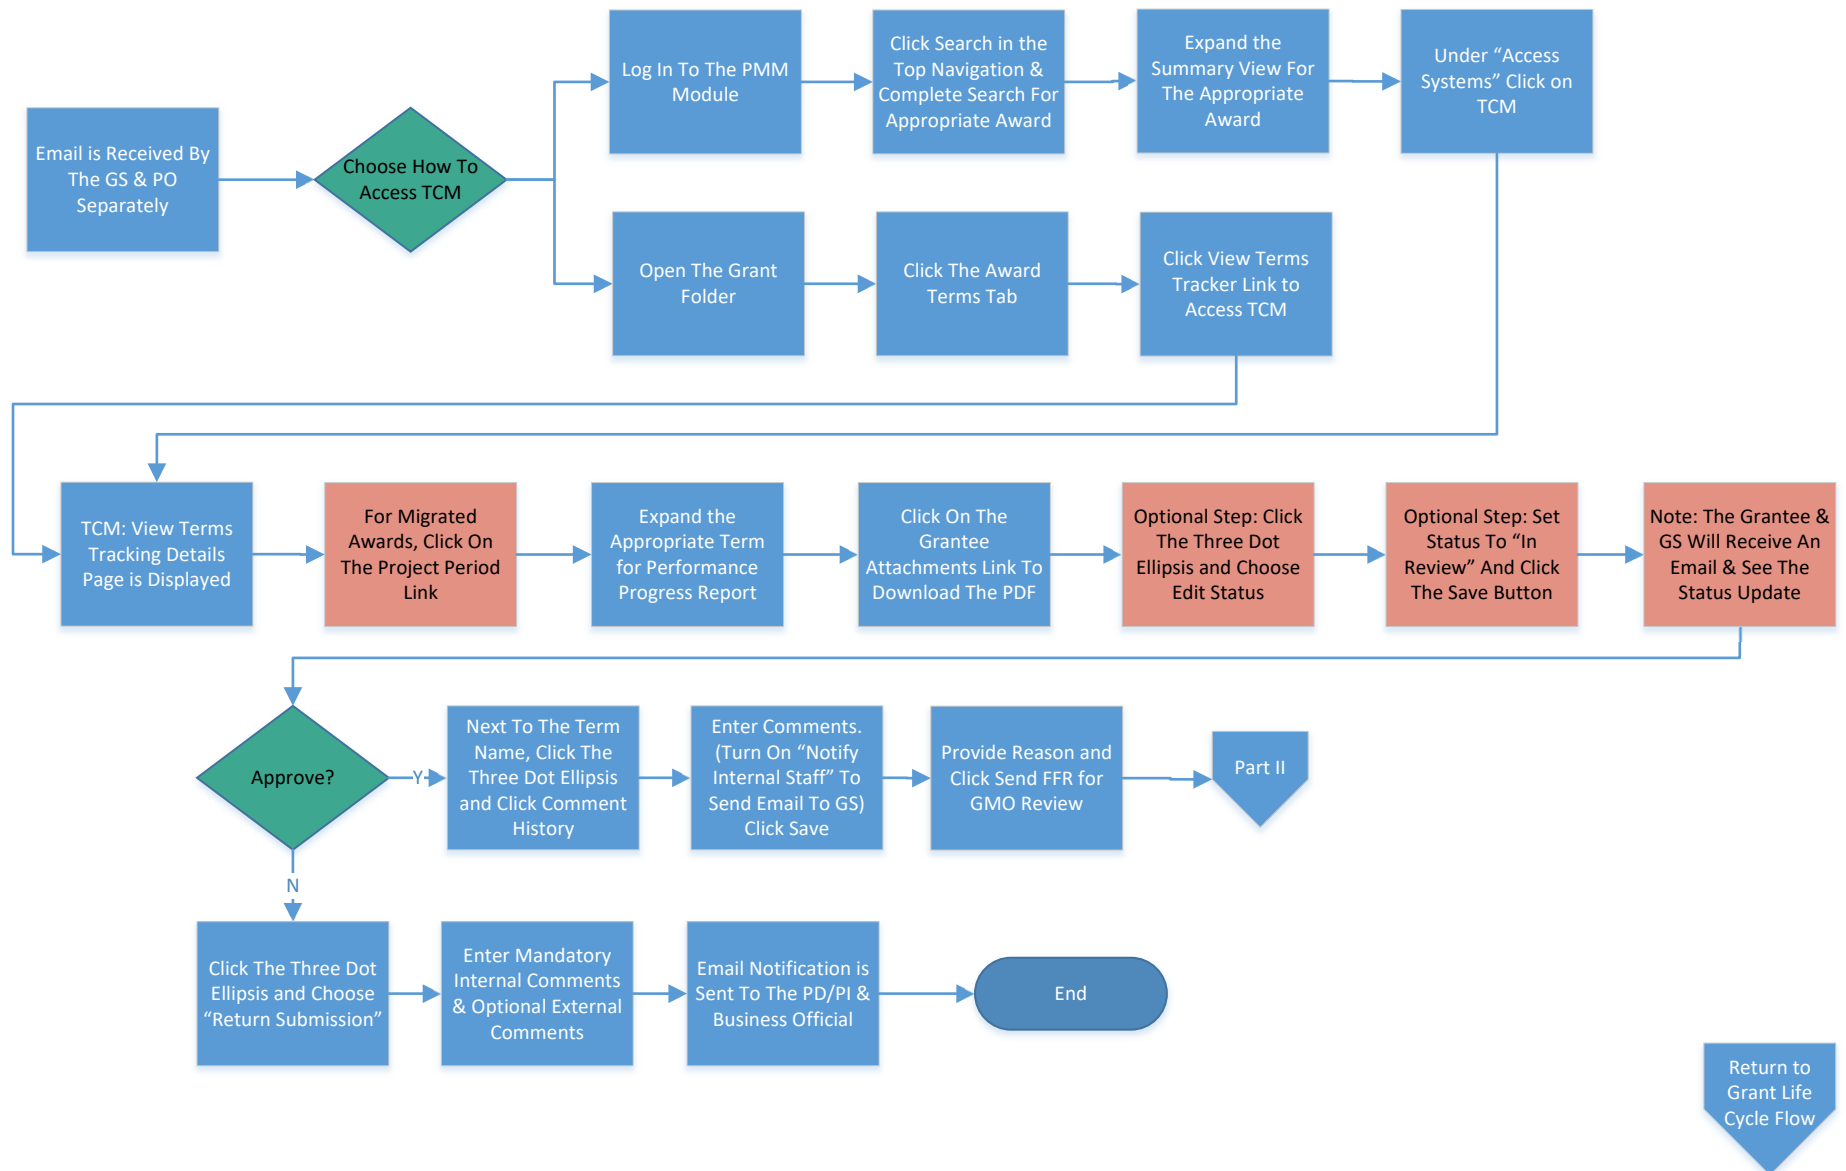 Email is Received By
The GS & PO
Separately
Choose How To
Access TCM
Log In To The PMM
Module
Click Search in the
Top Navigation &
Complete Search For
Appropriate Award
Expand the
Summary View For
The Appropriate
Award
Under “Access
Systems” Click on
TCM
Open The Grant
Folder
Click The Award
Terms Tab
Click View Terms
Tracker Link to
Access TCM
TCM: View Terms
Tracking Details
Page is Displayed
For Migrated
Awards, Click On
The Project Period
Link
Expand the
Appropriate Term
for Performance
Progress Report
Click On The
Grantee
Attachments Link To
Download The PDF
Optional Step: Click
The Three Dot
Ellipsis and Choose
Edit Status
Optional Step: Set
Status To “In
Review” And Click
The Save Button
Note: The Grantee &
GS Will Receive An
Email & See The
Status Update
Approve?
Y
Next To The Term
Name, Click The
Three Dot Ellipsis
and Click Comment
History
Enter Comments.
(Turn On “Notify
Internal Staff” To
Send Email To GS)
Click Save
Provide Reason and
Click Send FFR for
GMO Review
Part II
N
Click The Three Dot
Ellipsis and Choose
“Return Submission”
Enter Mandatory
Internal Comments
& Optional External
Comments
Email Notification is
Sent To The PD/PI &
Business Official
End
Return to
Grant Life
Cycle Flow